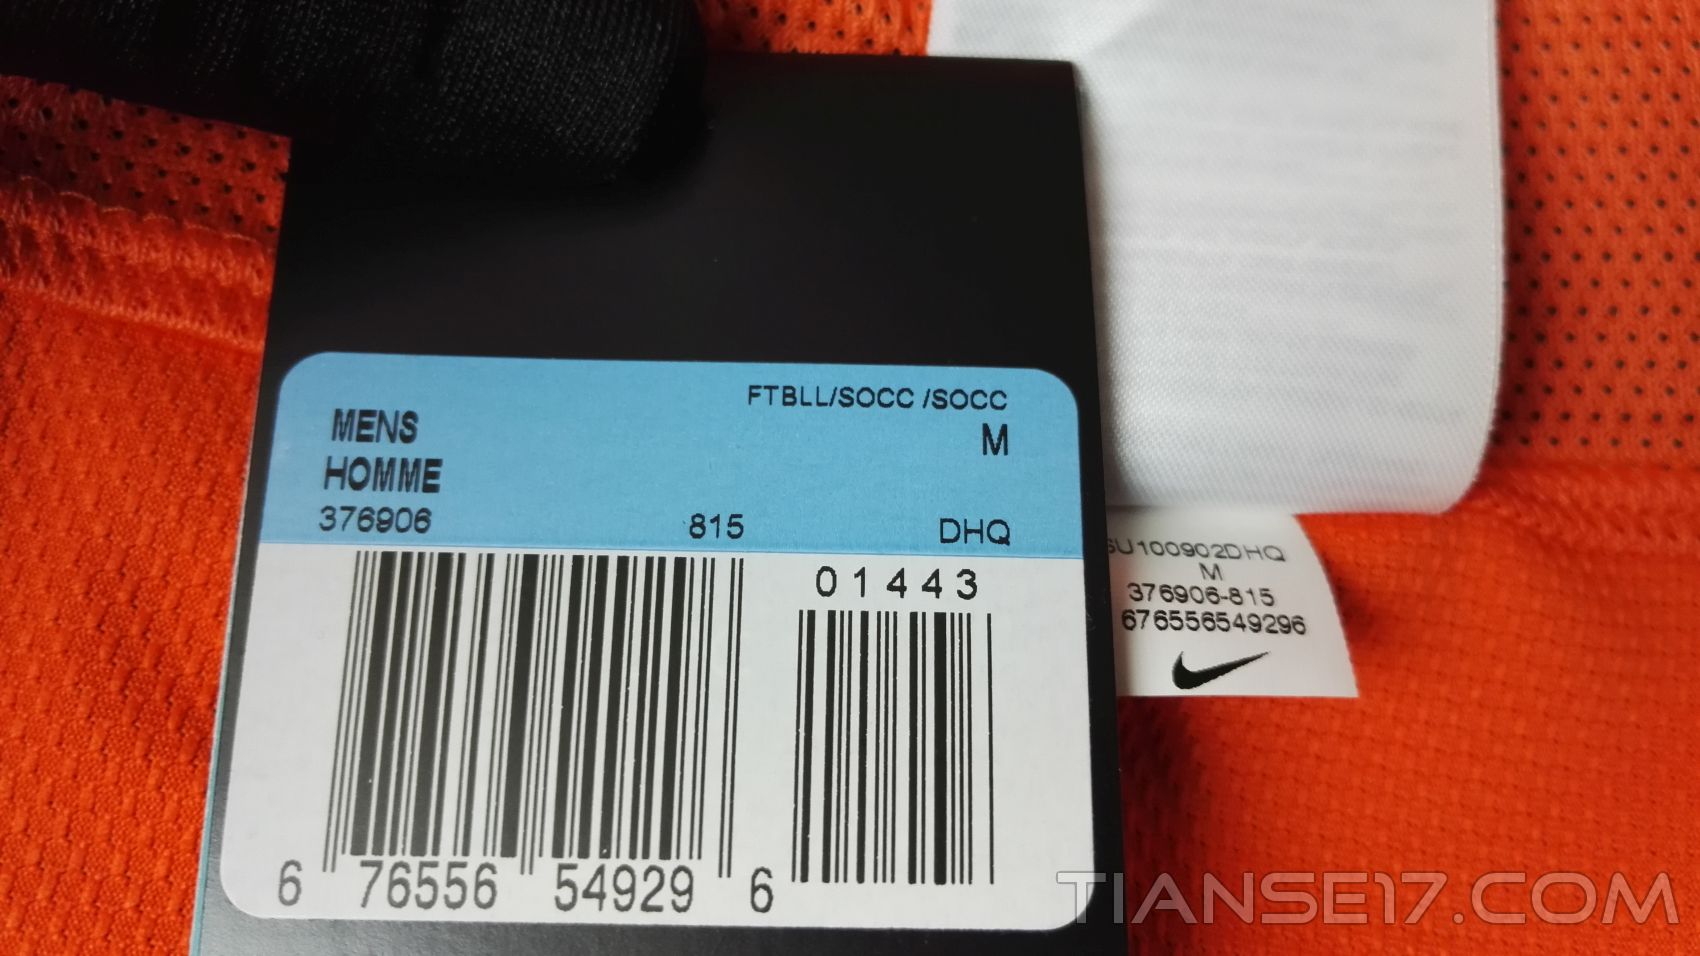 FTBLL/SOCC /SOCC
MENS
M
HOMME
376906 815 DHQ
01443
6 76556 54929 6
SU100902DHQ
M
376906-815
676556549296
TIANSE17.COM